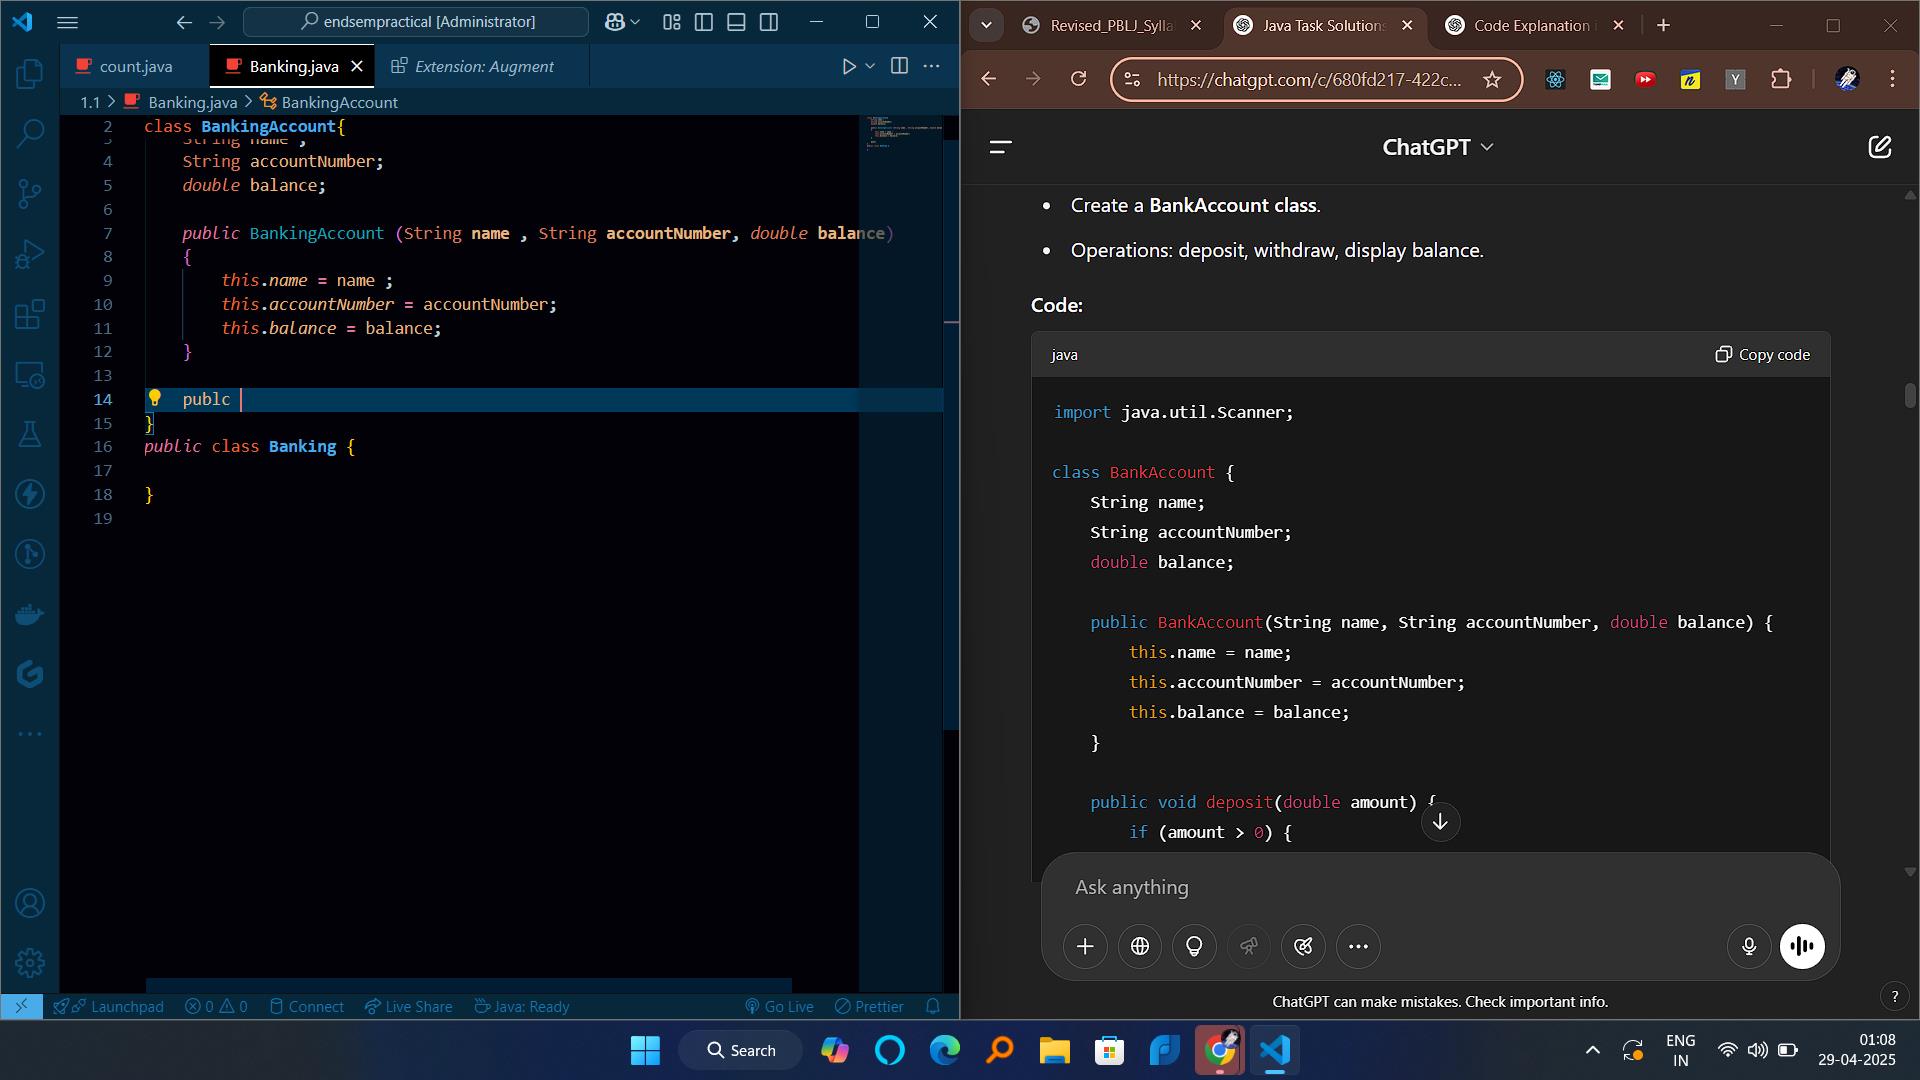 endsempractical [Administrator]
count.java
Banking.java
Extension: Augment
1.1 > Banking.java > BankingAccount
2 class BankingAccount{
3 String name ;
4 String accountNumber;
5 double balance;
6
7 public BankingAccount (String name , String accountNumber, double balance)
8 {
9 this.name = name ;
10 this.accountNumber = accountNumber;
11 this.balance = balance;
12 }
13
14 publc
15 }
16 public class Banking {
17
18 }
19
Launchpad 0 0 Connect Live Share Java: Ready Go Live Prettier
Revised_PBLJ_Sylla
Java Task Solutions
Code Explanation
https://chatgpt.com/c/680fd217-422c...
ChatGPT
• Create a BankAccount class.
• Operations: deposit, withdraw, display balance.
Code:
java
Copy code
import java.util.Scanner;
class BankAccount {
String name;
String accountNumber;
double balance;
public BankAccount(String name, String accountNumber, double balance) {
this.name = name;
this.accountNumber = accountNumber;
this.balance = balance;
}
public void deposit(double amount) {
if (amount > 0) {
Ask anything
ChatGPT can make mistakes. Check important info.
?
Search
ENG
IN
01:08
29-04-2025